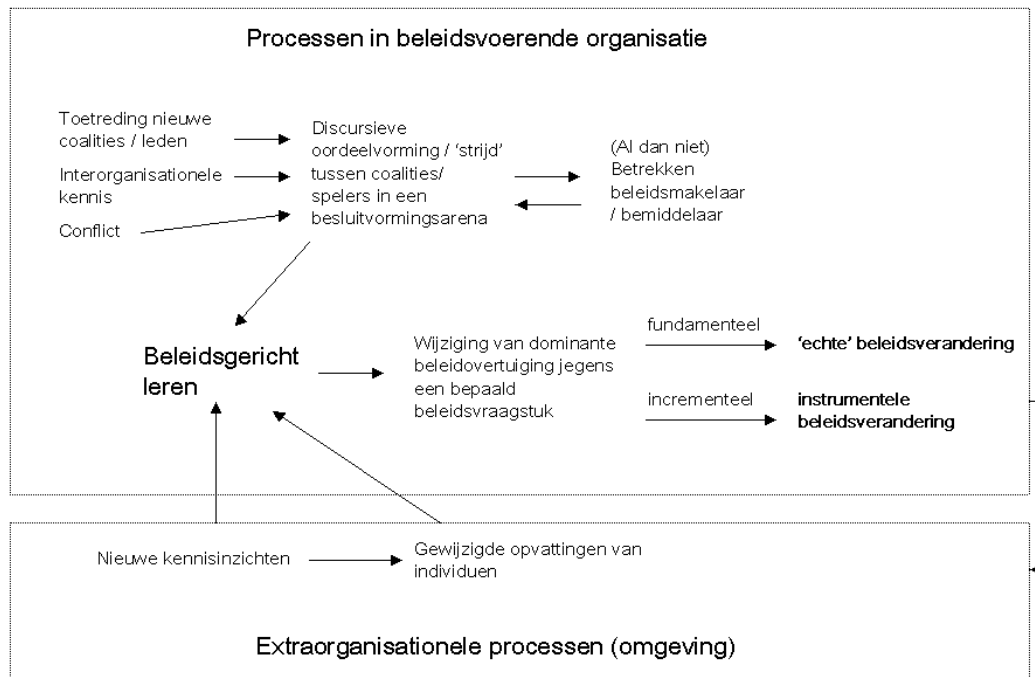 Processen in beleidsvoerende organisatie
Toetreding nieuwe
coalities / leden
Interorganisationele
kennis
Conflict
Discursieve
oordeelvorming / ‘strijd’
tussen coalities/
spelers in een
besluitvormingsarena
(Al dan niet)
Betrekken
beleidsmakelaar
/ bemiddelaar
Beleidsgericht
leren
Wijziging van dominante
beleidovertuiging jegens
een bepaald
beleidsvraagstuk
fundamenteel
‘echte’ beleidsverandering
incrementeel
instrumentele
beleidsverandering
Nieuwe kennisinzichten
Gewijzigde opvattingen van
individuen
Extraorganisationele processen (omgeving)